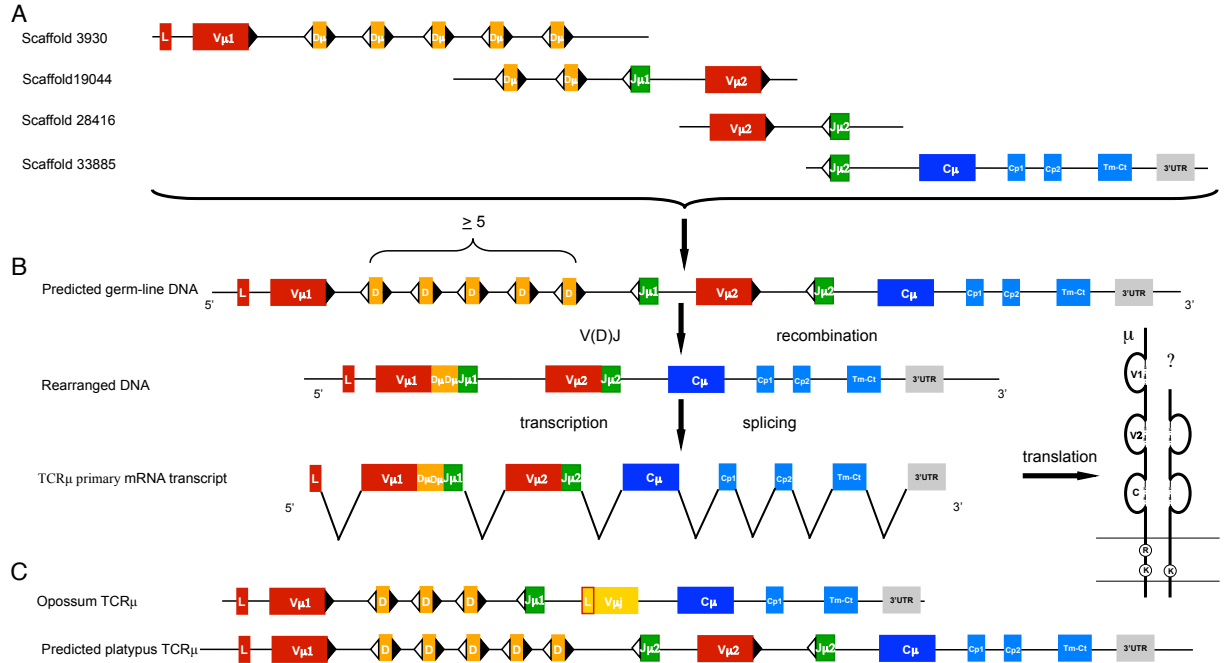 A
Scaffold 3930
L Vμ1 Dμ Dμ Dμ Dμ Dμ
Scaffold19044
Dμ Dμ Jμ1 Vμ2
Scaffold 28416
Vμ2 Jμ2
Scaffold 33885
Jμ2 Cμ Cp1 Cp2 Tm-Ct 3'UTR
≥ 5
B
Predicted germ-line DNA
5' L Vμ1 D D D D D Jμ1 Vμ2 Jμ2 Cμ Cp1 Cp2 Tm-Ct 3'UTR 3'
V(D)J recombination
Rearranged DNA
5' L Vμ1 Dμ Dμ Jμ1 Vμ2 Jμ2 Cμ Cp1 Cp2 Tm-Ct 3'UTR 3'
transcription splicing
TCRμ primary mRNA transcript
5' L Vμ1 Dμ Dμ Jμ1 Vμ2 Jμ2 Cμ Cp1 Cp2 Tm-Ct 3'UTR 3'
translation
μ
?
V1
V2
C
R
K K
C
Opossum TCRμ
L Vμ1 D D D Jμ1 L Vμj Cμ Cp1 Tm-Ct 3'UTR
Predicted platypus TCRμ
L Vμ1 D D D D D Jμ1 Vμ2 Jμ2 Cμ Cp1 Cp2 Tm-Ct 3'UTR